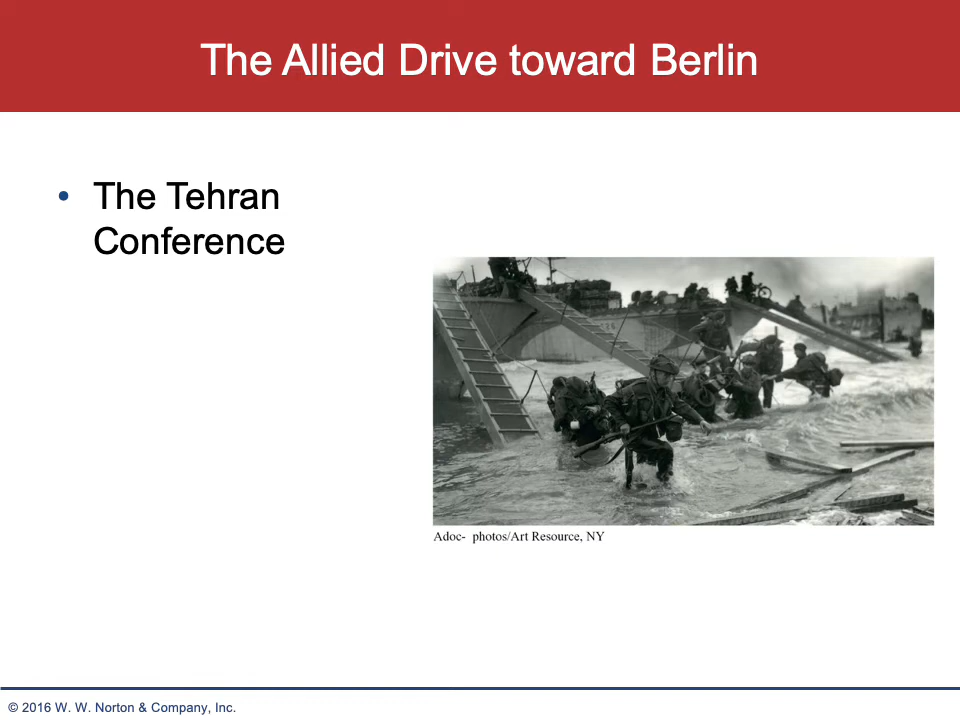 The Allied Drive toward Berlin
• The Tehran
Conference
Adoc- photos/Art Resource, NY
© 2016 W. W. Norton & Company, Inc.